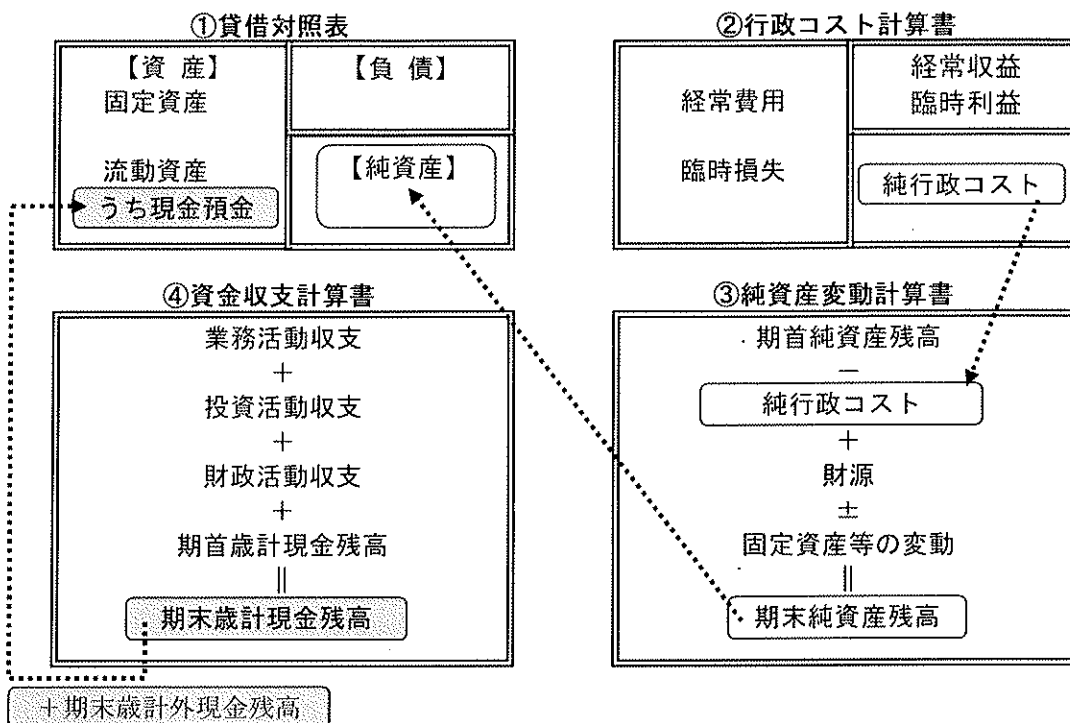 ①貸借対照表
【資 産】
固定資産
流動資産
うち現金預金
【負 債】
【純資産】
②行政コスト計算書
経常費用
臨時損失
経常収益
臨時利益
純行政コスト
④資金収支計算書
業務活動収支
＋
投資活動収支
＋
財政活動収支
＋
期首歳計現金残高
||
期末歳計現金残高
＋期末歳計外現金残高
③純資産変動計算書
期首純資産残高
－
純行政コスト
＋
財源
±
固定資産等の変動
||
期末純資産残高